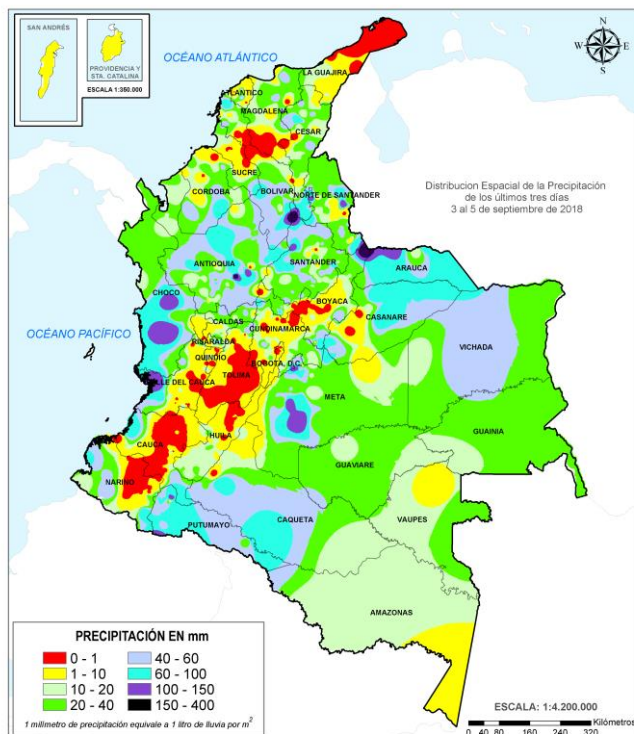 SAN ANDRÉS
PROVIDENCIA Y
STA. CATALINA
ESCALA 1:350.000
OCÉANO ATLÁNTICO
N
W E
S
LA GUAJIRA
ATLANTICO
MAGDALENA
CESAR
SUCRE
CORDOBA
BOLIVAR
NORTE DE SANTANDER
Distribucion Espacial de la Precipitación
de los últimos tres días
3 al 5 de septiembre de 2018
ANTIOQUIA
SANTANDER
ARAUCA
CHOCO
BOYACA
CASANARE
OCÉANO PACÍFICO
CALDAS
CUNDINAMARCA
RISARALDA
VICHADA
QUINDIO
BOGOTA, D.C.
TOLIMA
VALLE DEL CAUCA
META
CAUCA
HUILA
GUAINIA
GUAVIARE
NARIÑO
VAUPES
PUTUMAYO
CAQUETA
AMAZONAS
PRECIPITACIÓN EN mm
0 - 1 40 - 60
1 - 10 60 - 100
10 - 20 100 - 150
20 - 40 150 - 400
1 milimetro de precipitación equivale a 1 litro de lluvia por m²
ESCALA: 1:4.200.000
Kilómetros
0 40 80 160 240 320